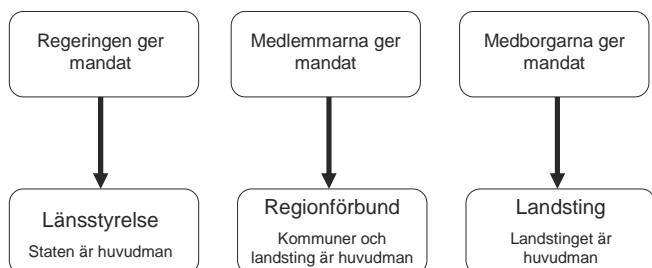 Regeringen ger
mandat
Medlemmarna ger
mandat
Medborgarna ger
mandat
Länsstyrelse
Staten är huvudman
Regionförbund
Kommuner och
landsting är huvudman
Landsting
Landstinget är
huvudman